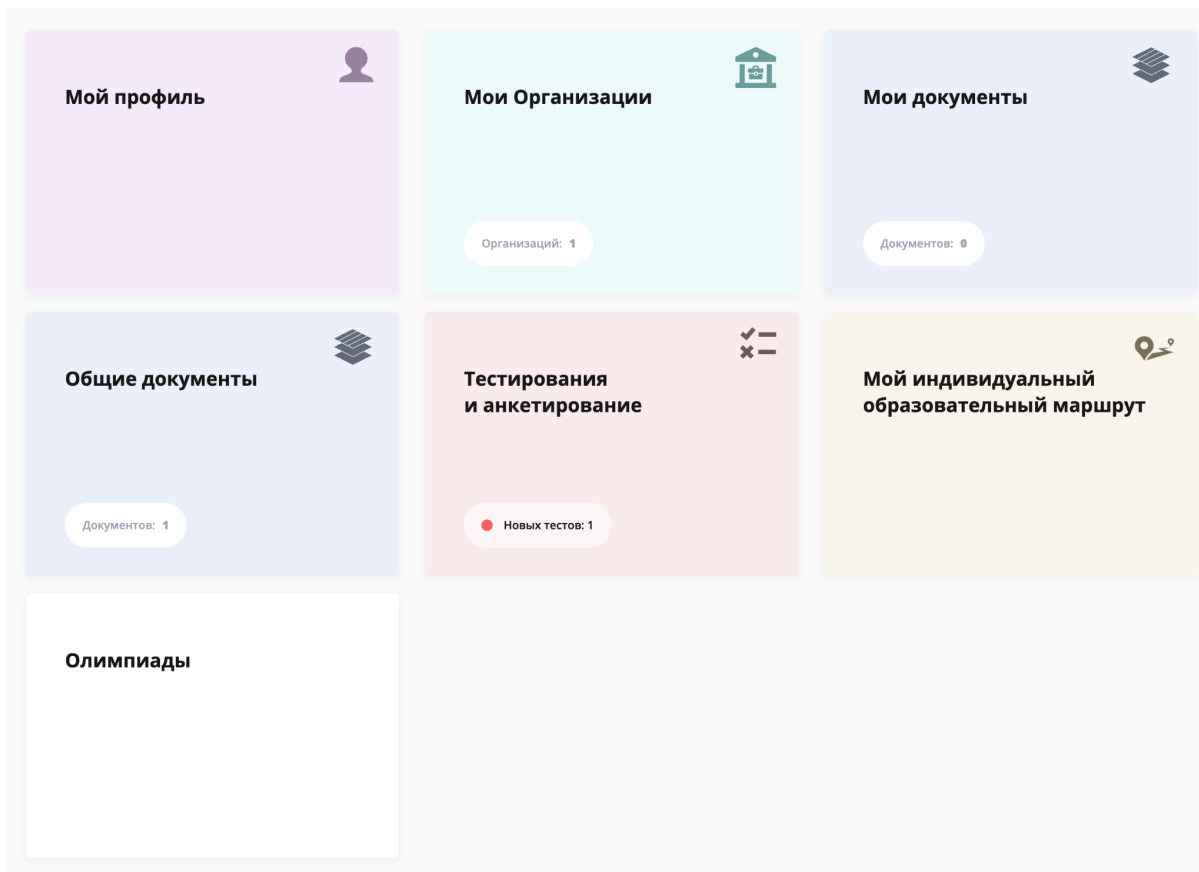 Мой профиль
Мои Организации
Организаций: 1
Мои документы
Документов: 0
Общие документы
Документов: 1
Тестирования
и анкетирование
Новых тестов: 1
Мой индивидуальный
образовательный маршрут
Олимпиады